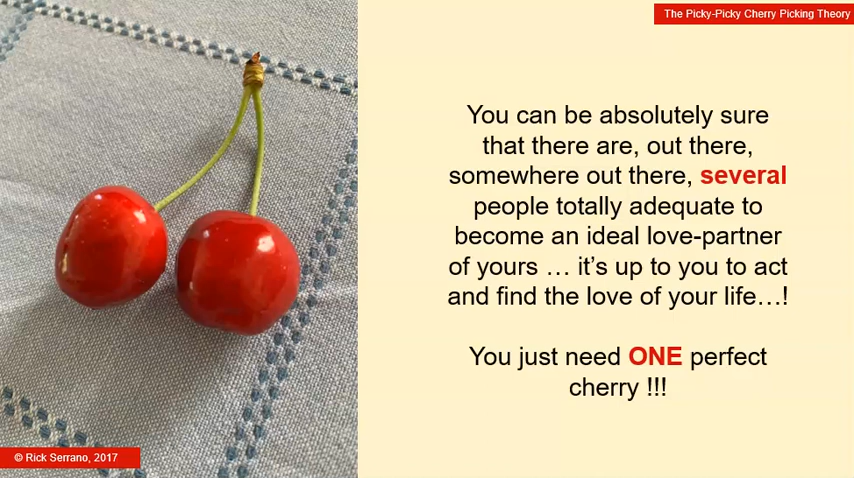 The Picky-Picky Cherry Picking Theory
You can be absolutely sure
that there are, out there,
somewhere out there, several
people totally adequate to
become an ideal love-partner
of yours … it’s up to you to act
and find the love of your life…!
You just need ONE perfect
cherry !!!
© Rick Serrano, 2017